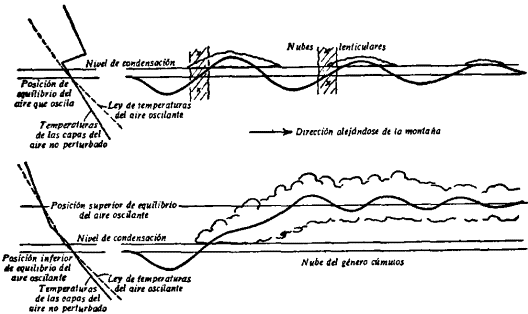 Nubes lenticulares
Nivel de condensación
Posición de
equilibrio del
aire que oscila
Ley de temperaturas
del aire oscilante
Temperaturas
de las capas del
aire no perturbado
Dirección alejándose de la montaña
Posición superior de equilibrio
del aire oscilante
Nivel de condensación
Posición inferior
de equilibrio del
aire oscilante
Ley de temperaturas
del aire oscilante
Temperaturas
de las capas del
aire no perturbado
Nube del género cúmulus